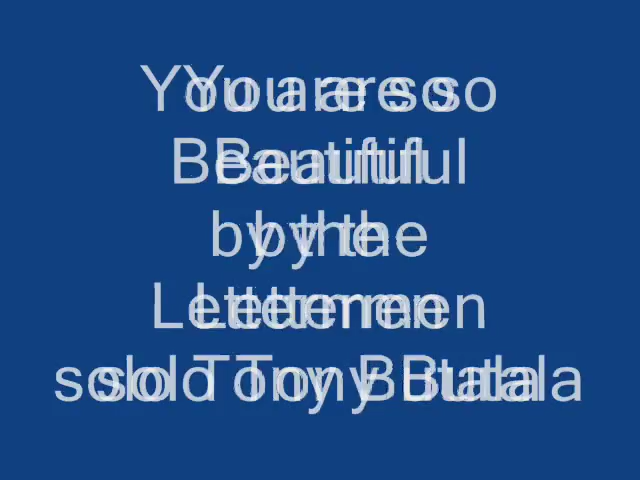 You are so
Beautiful
by the
Lettermen
solo Tony Butala